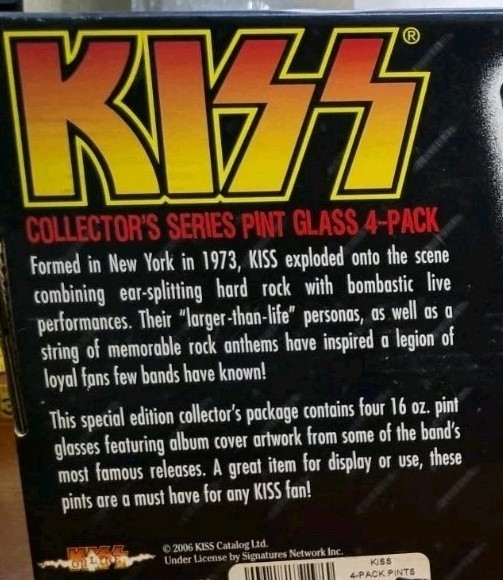 KISS®
COLLECTOR'S SERIES PINT GLASS 4-PACK
Formed in New York in 1973, KISS exploded onto the scene
combining ear-splitting hard rock with bombastic live
performances. Their "larger-than-life" personas, as well as a
string of memorable rock anthems have inspired a legion of
loyal fans few bands have known!
This special edition collector's package contains four 16 oz. pint
glasses featuring album cover artwork from some of the band's
most famous releases. A great item for display or use, these
pints are a must have for any KISS fan!
KISS
ONLINE
© 2006 KISS Catalog Ltd.
Under License by Signatures Network Inc.
KISS
4-PACK PINTS